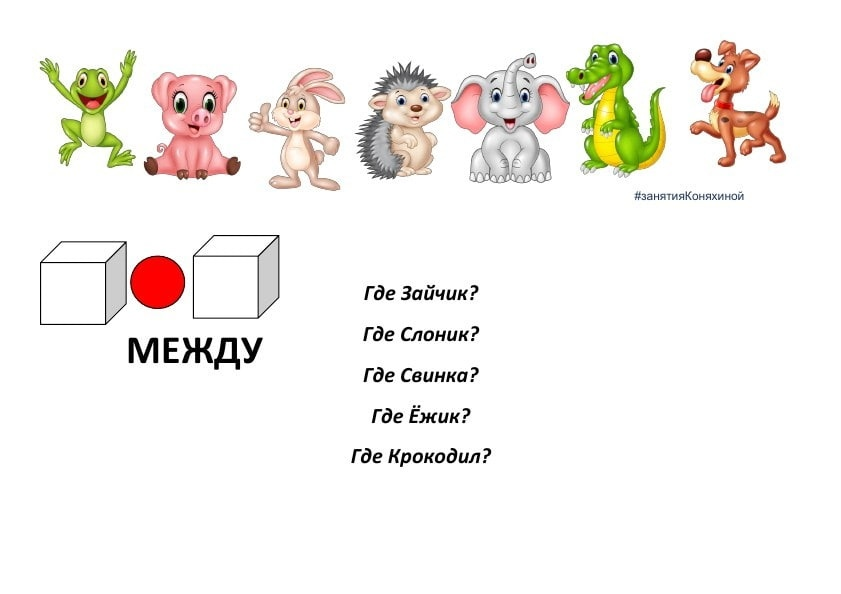 #занятияКоняхиной
МЕЖДУ
Где Зайчик?
Где Слоник?
Где Свинка?
Где Ёжик?
Где Крокодил?